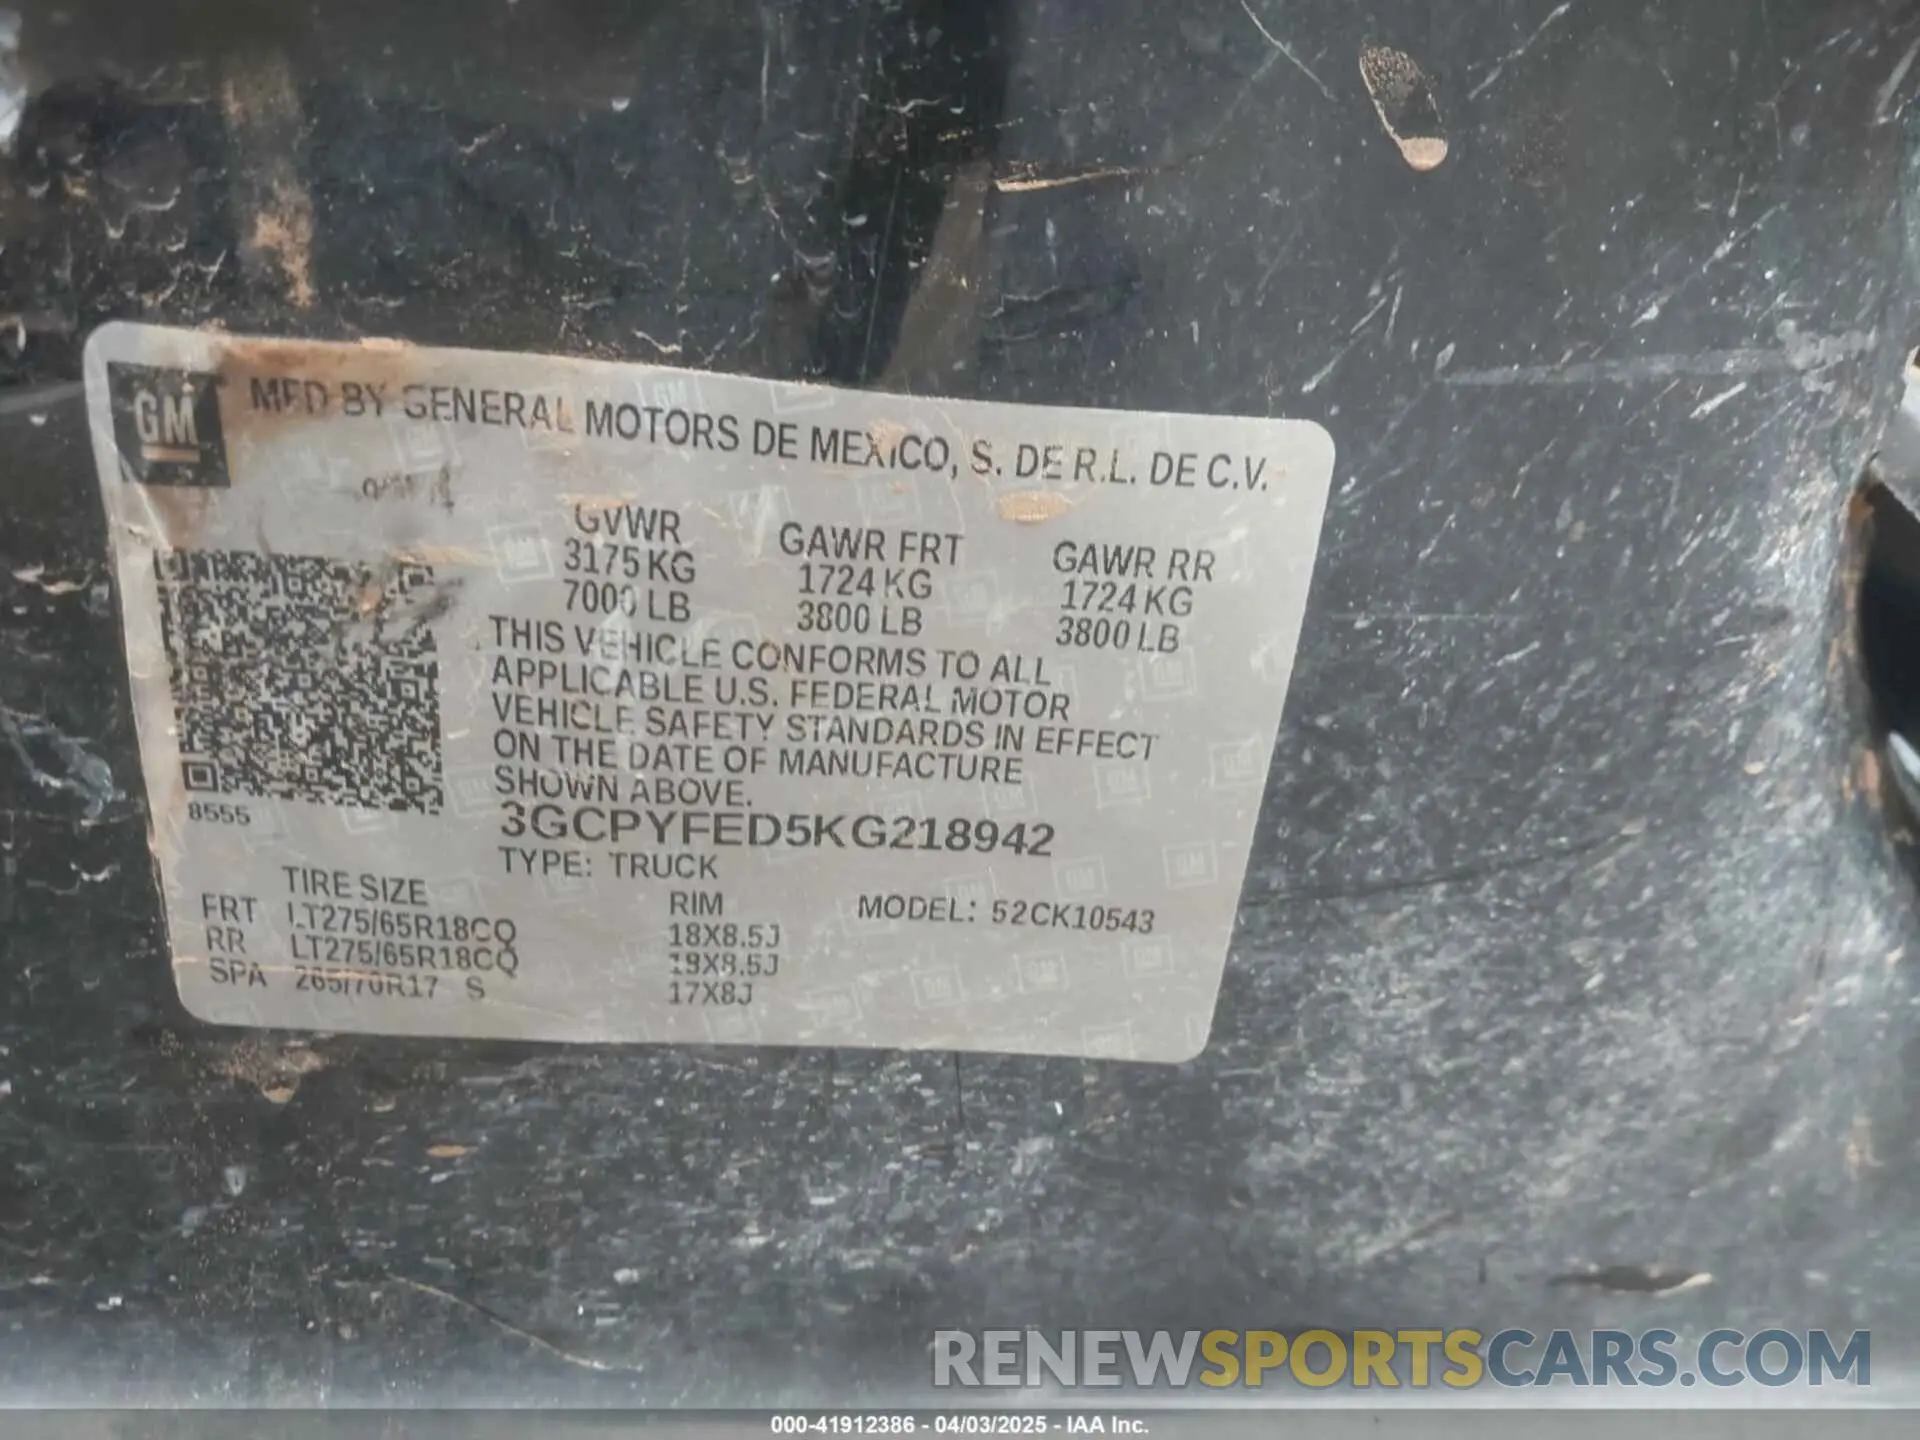 GM MFD BY GENERAL MOTORS DE MEXICO, S. DE R.L. DE C.V.
GVWR GAWR FRT GAWR RR
3175 KG 1724 KG 1724 KG
7000 LB 3800 LB 3800 LB
THIS VEHICLE CONFORMS TO ALL
APPLICABLE U.S. FEDERAL MOTOR
VEHICLE SAFETY STANDARDS IN EFFECT
ON THE DATE OF MANUFACTURE
SHOWN ABOVE.
8555
3GCPYFED5KG218942
TYPE: TRUCK
TIRE SIZE RIM MODEL: 52CK10543
FRT LT275/65R18CQ 18X8.5J
RR LT275/65R18CQ 18X8.5J
SPA 265/70R17 S 17X8J
RENEWSPORTSCARS.COM
000-41912386 - 04/03/2025 - IAA Inc.